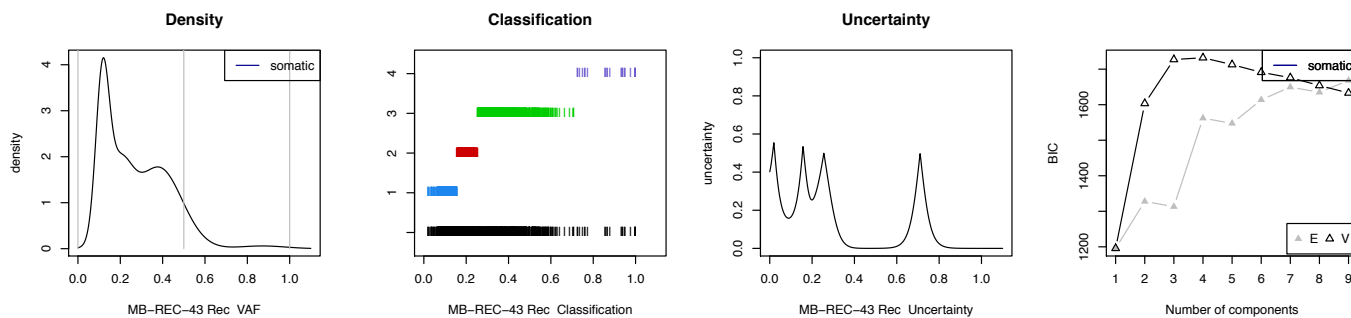 Density
density
0 1 2 3 4
somatic
0.0 0.2 0.4 0.6 0.8 1.0
MB-REC-43 Rec VAF
Classification
1 2 3 4
0.0 0.2 0.4 0.6 0.8 1.0
MB-REC-43 Rec Classification
Uncertainty
uncertainty
0.0 0.2 0.4 0.6 0.8 1.0
0.0 0.2 0.4 0.6 0.8 1.0
MB-REC-43 Rec Uncertainty
BIC
1200 1400 1600
somatic
E V
1 2 3 4 5 6 7 8 9
Number of components